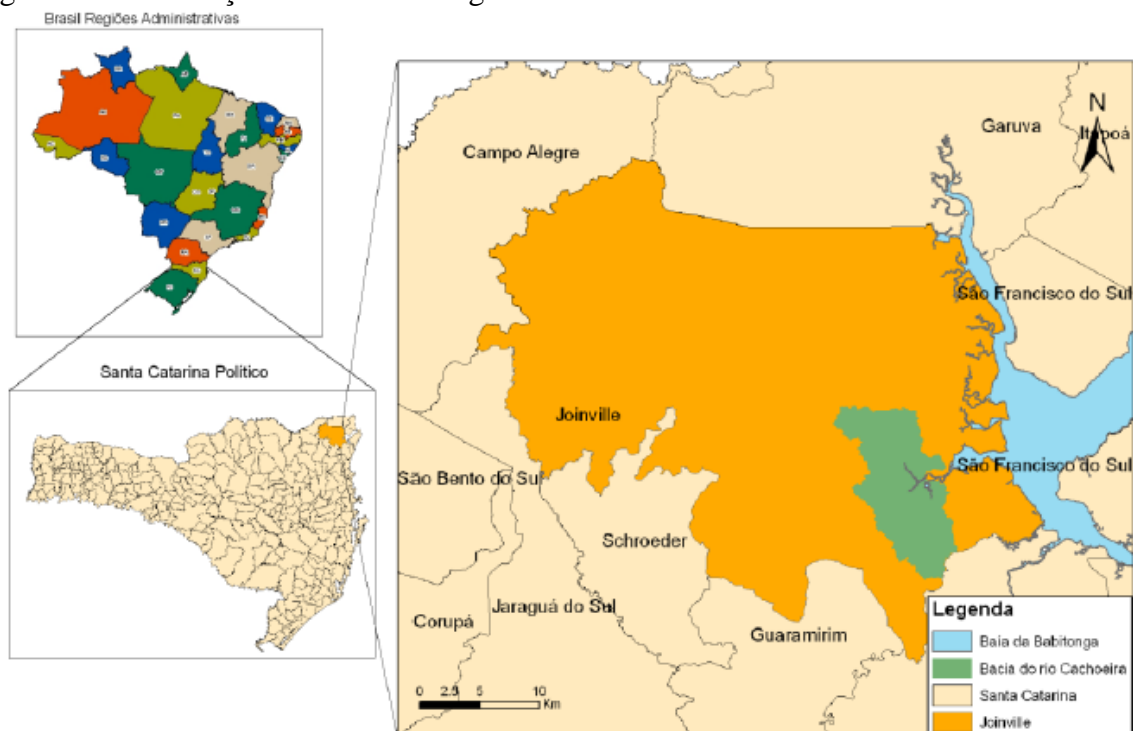 Brasil Regiões Administrativas
Santa Catarina Político
N
Garuva
Itapoá
Campo Alegre
São Francisco do Sul
Joinville
São Bento do Sul
São Francisco do Sul
Schroeder
Jaraguá do Sul
Corupá
Guaramirim
0 2,5 5 10
Km
Legenda
Baia da Babitonga
Bacia do rio Cachoeira
Santa Catarina
Joinville